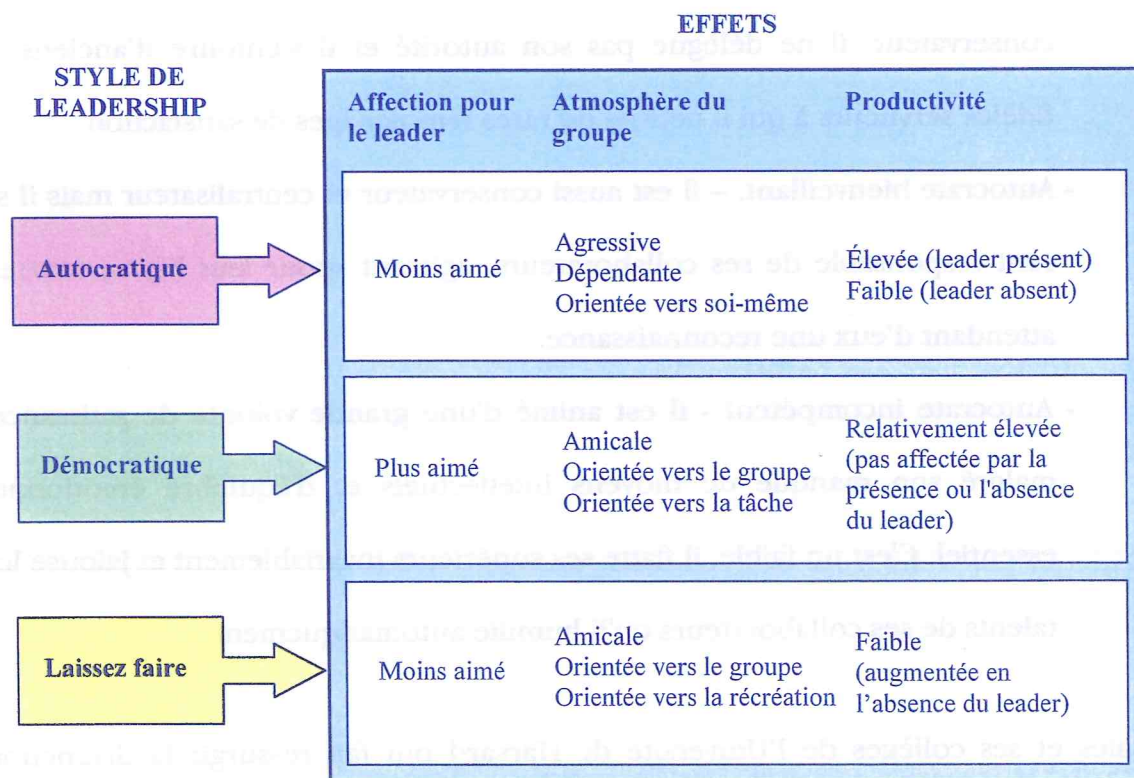 EFFETS
STYLE DE
LEADERSHIP
Affection pour
le leader
Atmosphère du
groupe
Productivité
Autocratique
Moins aimé
Agressive
Dépendante
Orientée vers soi-même
Élevée (leader présent)
Faible (leader absent)
Démocratique
Plus aimé
Amicale
Orientée vers le groupe
Orientée vers la tâche
Relativement élevée
(pas affectée par la
présence ou l'absence
du leader)
Laissez faire
Moins aimé
Amicale
Orientée vers le groupe
Orientée vers la récréation
Faible
(augmentée en
l’absence du leader)